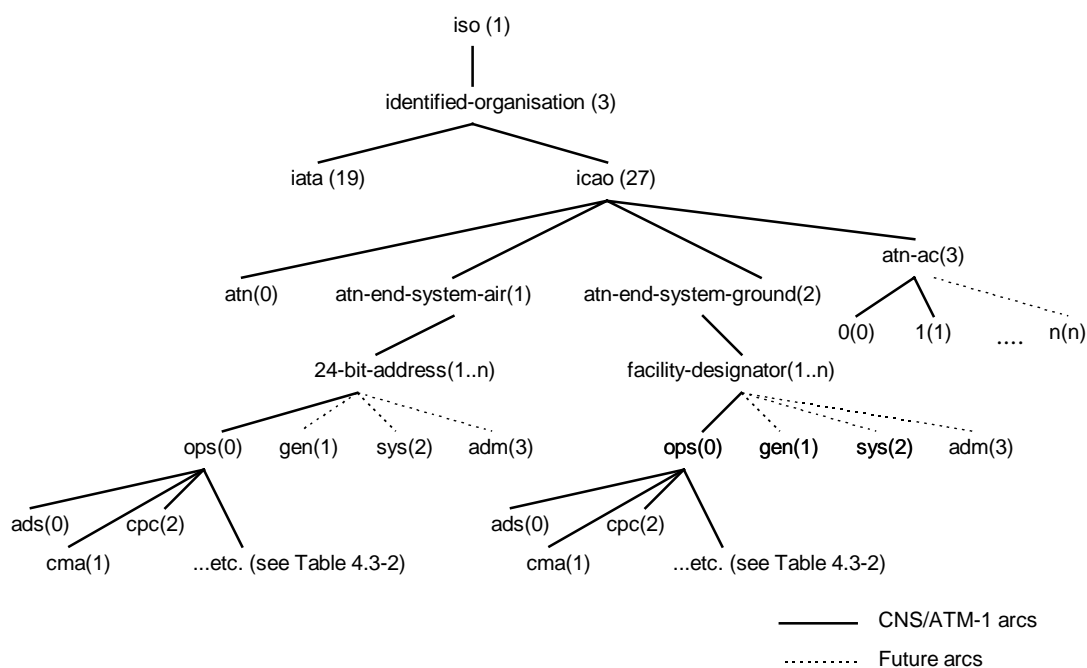 iso (1)
identified-organisation (3)
iata (19)
icao (27)
atn-ac(3)
atn(0)
atn-end-system-air(1)
atn-end-system-ground(2)
0(0)
1(1)
....
n(n)
24-bit-address(1..n)
facility-designator(1..n)
ops(0)
gen(1)
sys(2)
adm(3)
ops(0)
gen(1)
sys(2)
adm(3)
ads(0)
cpc(2)
ads(0)
cpc(2)
cma(1)
...etc. (see Table 4.3-2)
cma(1)
...etc. (see Table 4.3-2)
CNS/ATM-1 arcs
Future arcs